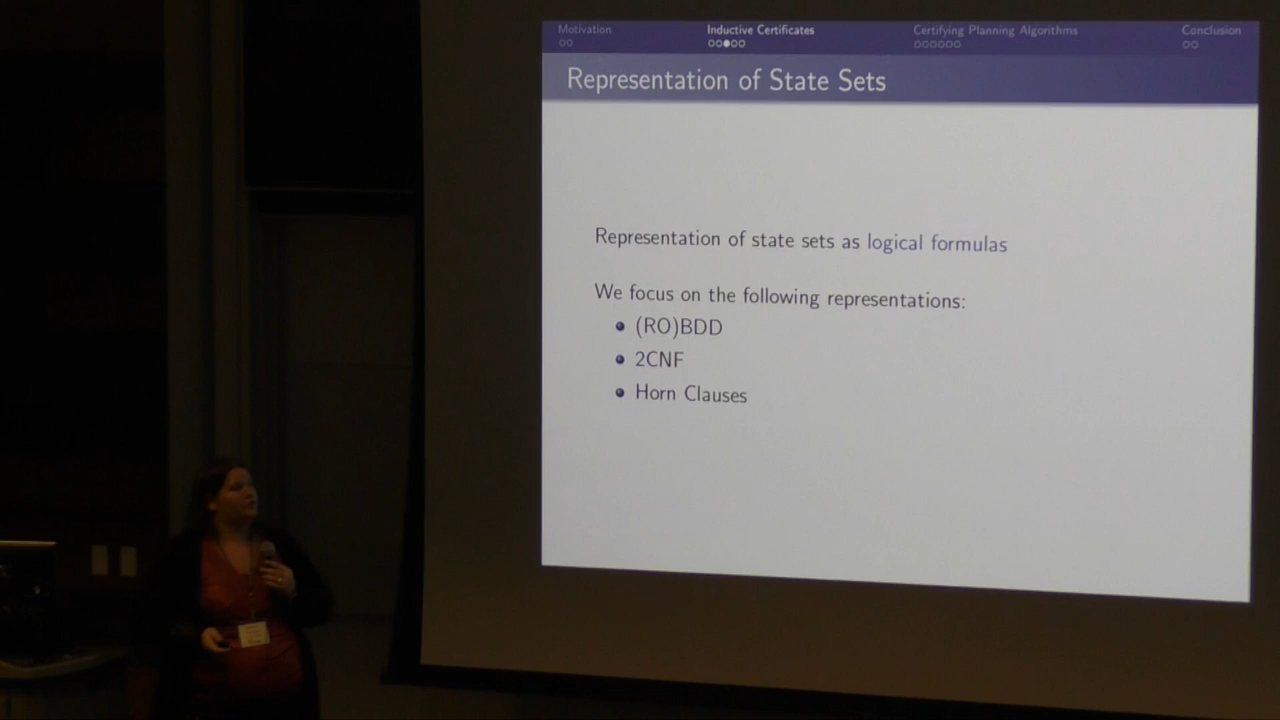 Motivation
Inductive Certificates
Certifying Planning Algorithms
Conclusion
Representation of State Sets
Representation of state sets as logical formulas
We focus on the following representations:
(RO)BDD
2CNF
Horn Clauses